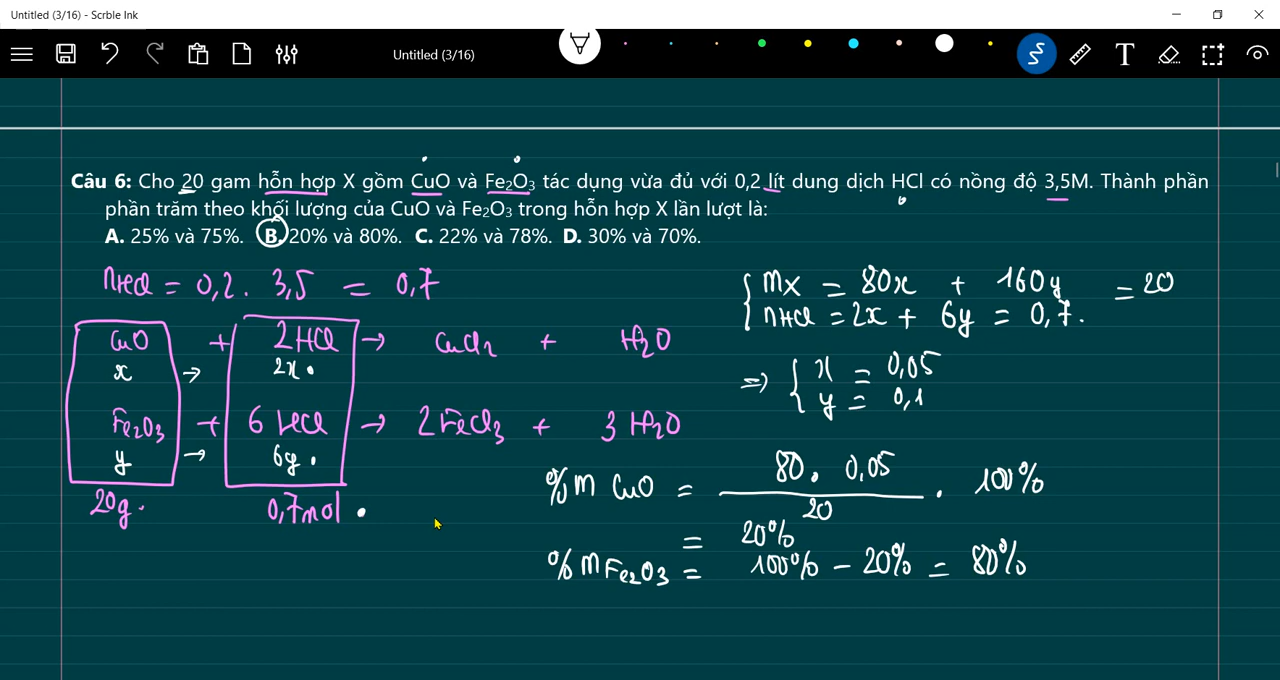 Untitled (3/16) - Scrble Ink
Untitled (3/16)
T
Câu 6: Cho 20 gam hỗn hợp X gồm CuO và Fe₂O₃ tác dụng vừa đủ với 0,2 lít dung dịch HCl có nồng độ 3,5M. Thành phần
phần trăm theo khối lượng của CuO và Fe₂O₃ trong hỗn hợp X lần lượt là:
A. 25% và 75%. B. 20% và 80%. C. 22% và 78%. D. 30% và 70%.
nHCl = 0,2 . 3,5 = 0,7
CuO + 2HCl → CuCl₂ + H₂O
x → 2x .
Fe₂O₃ + 6 HCl → 2FeCl₃ + 3 H₂O
y → 6y .
20g . 0,7mol .
mX = 80x + 160y = 20
nHCl = 2x + 6y = 0,7 .
=> { x = 0,05
y = 0,1
%m CuO = 80 . 0,05 / 20 . 100%
= 20%
%mFe₂O₃ = 100% - 20% = 80%